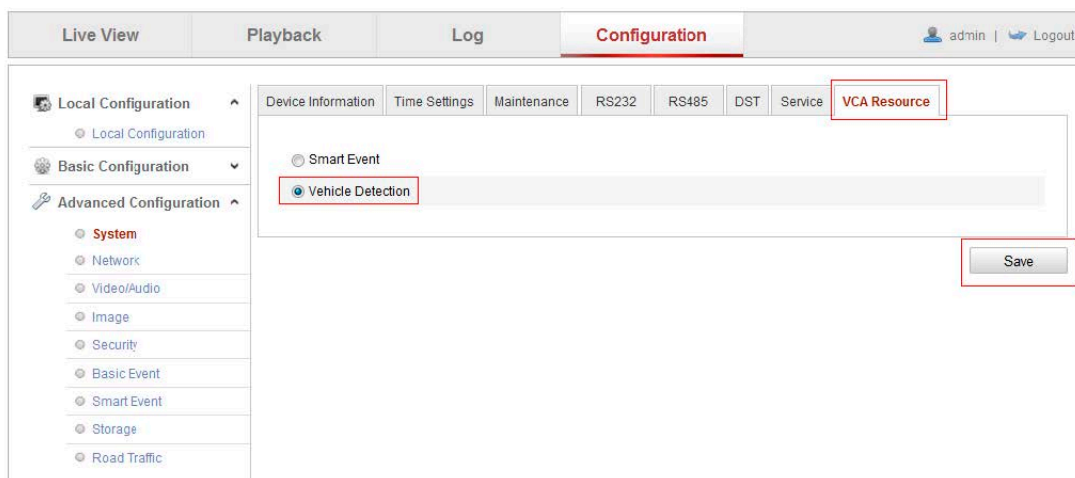 Live View Playback Log Configuration admin | Logout
Local Configuration
Local Configuration
Basic Configuration
Advanced Configuration
System
Network
Video/Audio
Image
Security
Basic Event
Smart Event
Storage
Road Traffic
Device Information Time Settings Maintenance RS232 RS485 DST Service VCA Resource
Smart Event
Vehicle Detection
Save